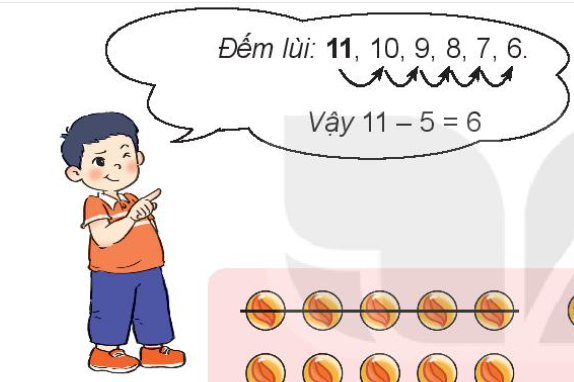 Đếm lùi: 11, 10, 9, 8, 7, 6.
Vậy 11 – 5 = 6